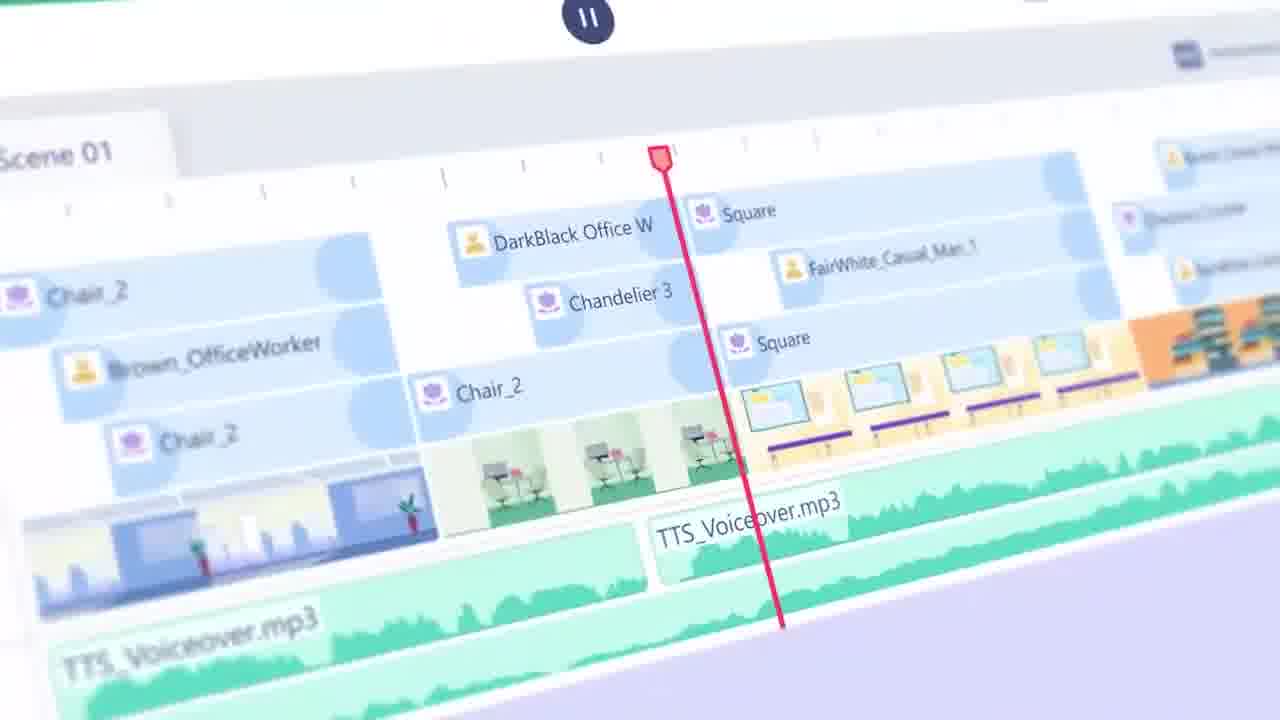 Scene 01
DarkBlack Office W
Square
Chair_2
Chandelier 3
FairWhite_Casual_Man_1
Brown_OfficeWorker
Chair_2
Square
Chair_2
TTS_Voiceover.mp3
TTS_Voiceover.mp3